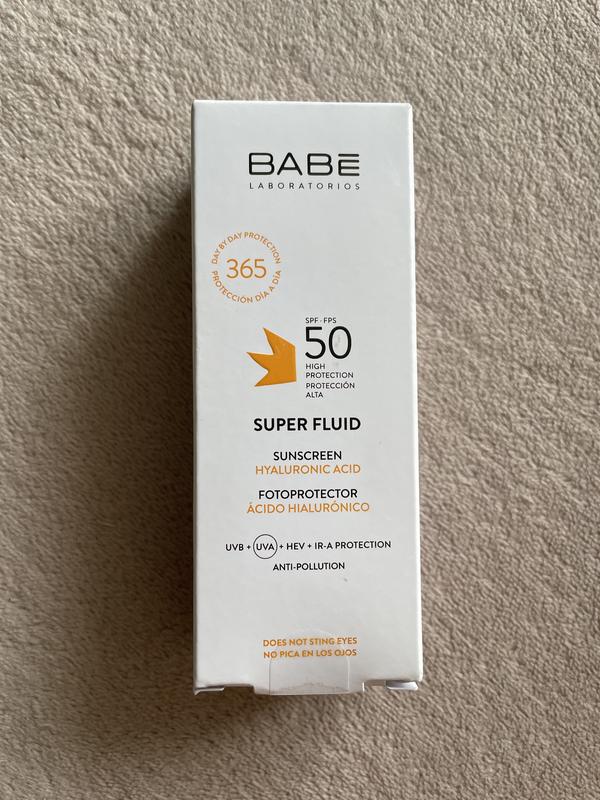 BABĒ
LABORATORIOS
DAY BY DAY PROTECTION
365
PROTECCIÓN DÍA A DÍA
SPF · FPS
50
HIGH
PROTECTION
PROTECCIÓN
ALTA
SUPER FLUID
SUNSCREEN
HYALURONIC ACID
FOTOPROTECTOR
ÁCIDO HIALURÓNICO
UVB + UVA + HEV + IR-A PROTECTION
ANTI-POLLUTION
DOES NOT STING EYES
NO PICA EN LOS OJOS